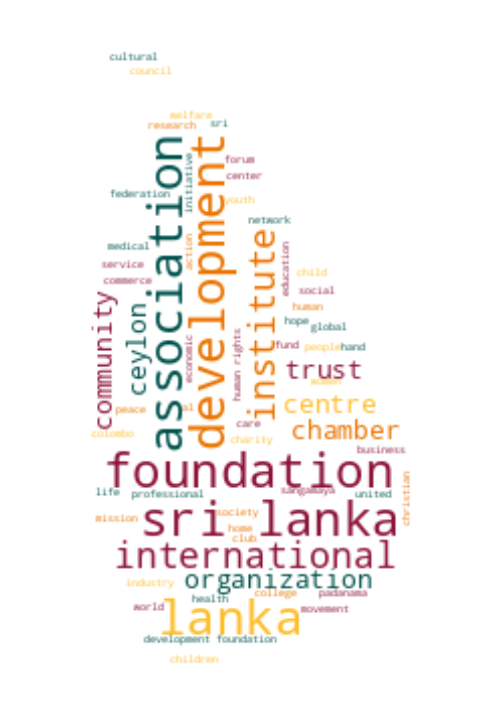 cultural
council
welfare
research sri
association
development
initiative
forum
center
federation
youth
network
institute
medical
action
education
service
commerce
child
social
community
ceylon
human
hope
global
economic
human rights
fund
people hand
trust
women
centre
peace
al
care
chamber
colombo
charity
business
foundation
christian
life professional sangamaya united
sri lanka
mission society
home
club
international
organization
industry college padanama
health
world lanka movement
development foundation
children